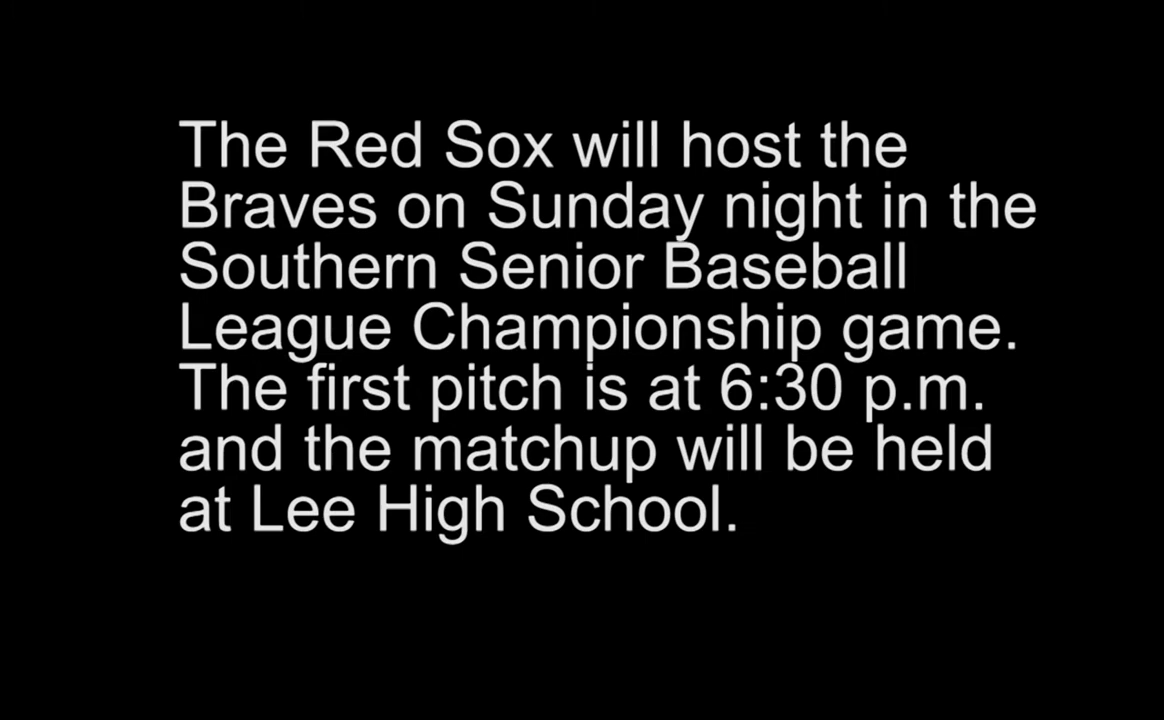 The Red Sox will host the
Braves on Sunday night in the
Southern Senior Baseball
League Championship game.
The first pitch is at 6:30 p.m.
and the matchup will be held
at Lee High School.